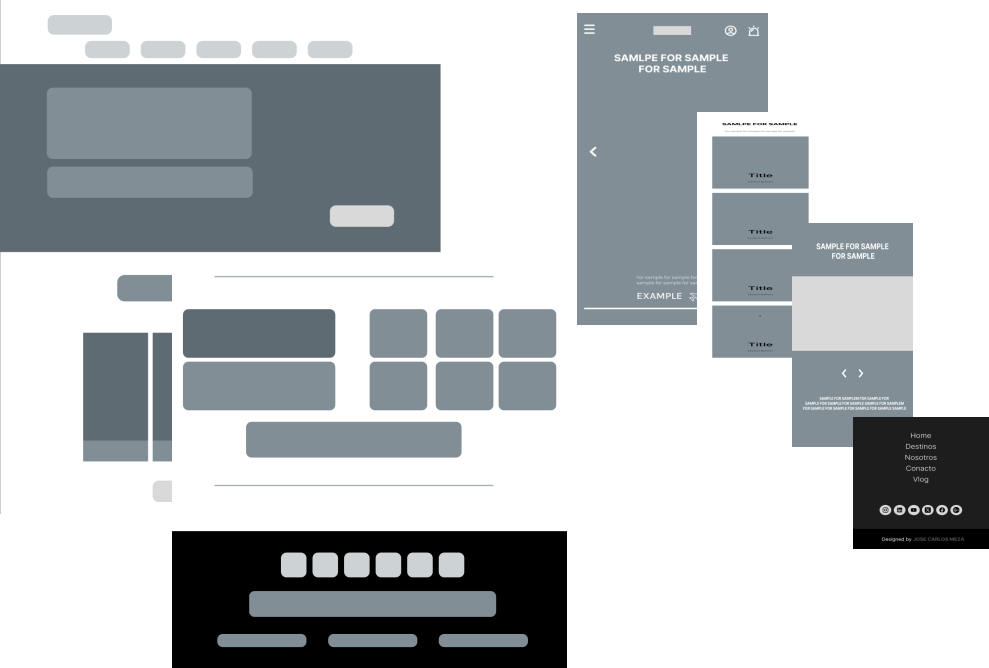 SAMLPE FOR SAMPLE
FOR SAMPLE
For sample for sample for
sample for sample for sa
EXAMPLE
SAMLPE FOR SAMPLE
Title
Title
Title
Title
SAMPLE FOR SAMPLE
FOR SAMPLE
SAMPLE FOR SAMPLEM FOR SAMPLE FOR
SAMPLE FOR SAMPLE FOR SAMPLE SAMPLE FOR SAMPLEM
FOR SAMPLE FOR SAMPLE FOR SAMPLE FOR SAMPLE SAMPLE
Home
Destinos
Nosotros
Conacto
Vlog
Designed by JOSE CARLOS MEZA